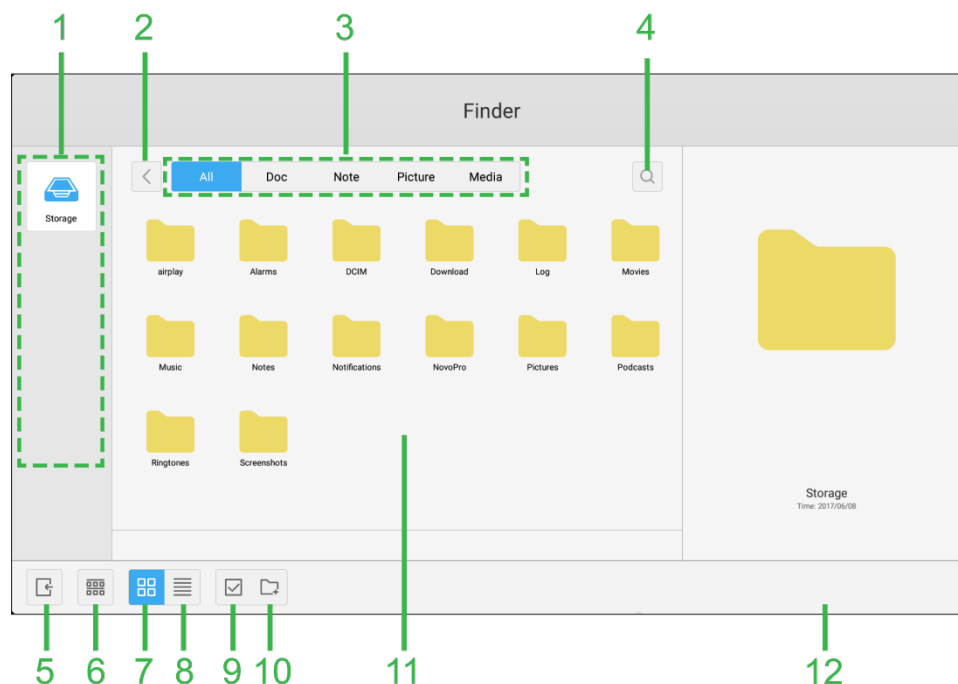 1 2 3 4
Finder
All Doc Note Picture Media
Storage
airplay Alarms DCIM Download Log Movies
Music Notes Notifications NovoPro Pictures Podcasts
Ringtones Screenshots
Storage
Time: 2017/06/08
5 6 7 8 9 10 11 12